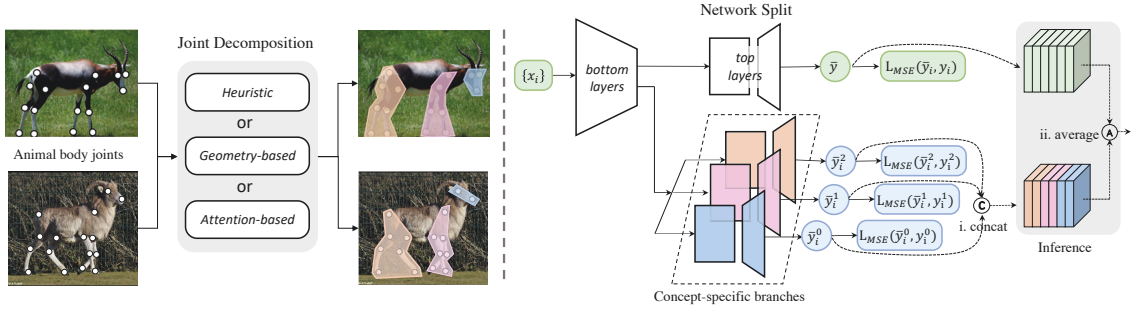 Joint Decomposition
Heuristic
or
Geometry-based
or
Attention-based
Animal body joints
Network Split
{x_i}
bottom
layers
top
layers
ȳ
L_MSE(ȳ_i, y_i)
ȳ_i^2
L_MSE(ȳ_i^2, y_i^2)
ȳ_i^1
L_MSE(ȳ_i^1, y_i^1)
ȳ_i^0
L_MSE(ȳ_i^0, y_i^0)
C
i. concat
ii. average
A
Inference
Concept-specific branches